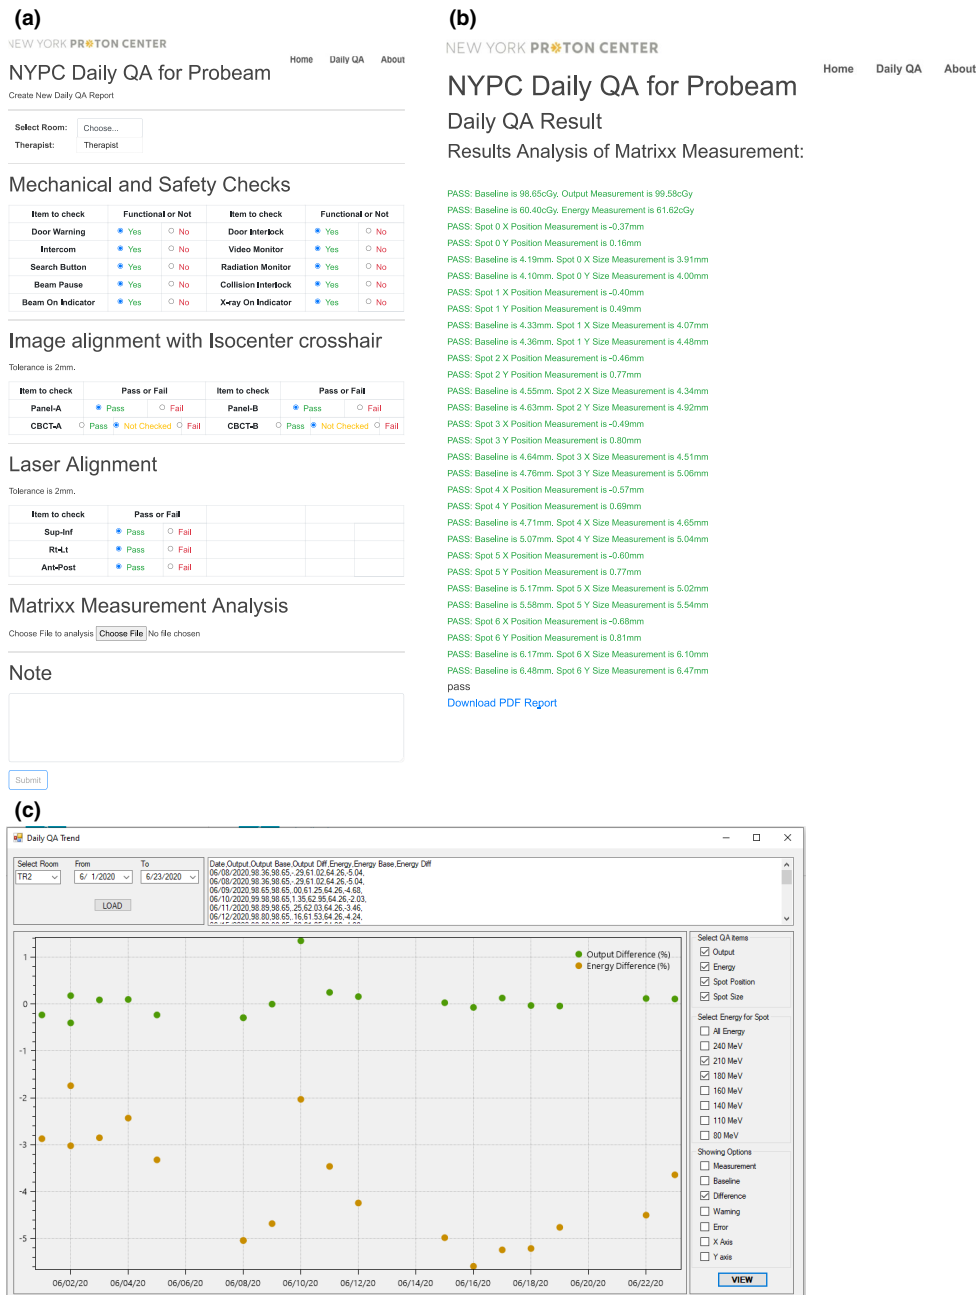 (a)
NEW YORK PROTON CENTER
Home Daily QA About
NYPC Daily QA for Probeam
Create New Daily QA Report
Select Room: Choose...
Therapist: Therapist
Mechanical and Safety Checks
Item to check Functional or Not Item to check Functional or Not
Door Warning Yes No Door Interlock Yes No
Intercom Yes No Video Monitor Yes No
Search Button Yes No Radiation Monitor Yes No
Beam Pause Yes No Collision Interlock Yes No
Beam On Indicator Yes No X-ray On Indicator Yes No
Image alignment with Isocenter crosshair
Tolerance is 2mm.
Item to check Pass or Fail Item to check Pass or Fail
Panel-A Pass Fail Panel-B Pass Fail
CBCT-A Pass Not Checked Fail CBCT-B Pass Not Checked Fail
Laser Alignment
Tolerance is 2mm.
Item to check Pass or Fail
Sup-Inf Pass Fail
Rt-Lt Pass Fail
Ant-Post Pass Fail
Matrixx Measurement Analysis
Choose File to analysis Choose File No file chosen
Note
Submit
(b)
NEW YORK PROTON CENTER
Home Daily QA About
NYPC Daily QA for Probeam
Daily QA Result
Results Analysis of Matrixx Measurement:
PASS: Baseline is 98.65cGy. Output Measurement is 99.58cGy
PASS: Baseline is 60.40cGy. Energy Measurement is 61.62cGy
PASS: Spot 0 X Position Measurement is -0.37mm
PASS: Spot 0 Y Position Measurement is 0.16mm
PASS: Baseline is 4.19mm. Spot 0 X Size Measurement is 3.91mm
PASS: Baseline is 4.10mm. Spot 0 Y Size Measurement is 4.00mm
PASS: Spot 1 X Position Measurement is -0.40mm
PASS: Spot 1 Y Position Measurement is 0.49mm
PASS: Baseline is 4.33mm. Spot 1 X Size Measurement is 4.07mm
PASS: Baseline is 4.36mm. Spot 1 Y Size Measurement is 4.48mm
PASS: Spot 2 X Position Measurement is -0.46mm
PASS: Spot 2 Y Position Measurement is 0.77mm
PASS: Baseline is 4.55mm. Spot 2 X Size Measurement is 4.34mm
PASS: Baseline is 4.63mm. Spot 2 Y Size Measurement is 4.92mm
PASS: Spot 3 X Position Measurement is -0.49mm
PASS: Spot 3 Y Position Measurement is 0.80mm
PASS: Baseline is 4.64mm. Spot 3 X Size Measurement is 4.51mm
PASS: Baseline is 4.76mm. Spot 3 Y Size Measurement is 5.06mm
PASS: Spot 4 X Position Measurement is -0.57mm
PASS: Spot 4 Y Position Measurement is 0.69mm
PASS: Baseline is 4.71mm. Spot 4 X Size Measurement is 4.65mm
PASS: Baseline is 5.07mm. Spot 4 Y Size Measurement is 5.04mm
PASS: Spot 5 X Position Measurement is -0.60mm
PASS: Spot 5 Y Position Measurement is 0.77mm
PASS: Baseline is 5.17mm. Spot 5 X Size Measurement is 5.02mm
PASS: Baseline is 5.58mm. Spot 5 Y Size Measurement is 5.54mm
PASS: Spot 6 X Position Measurement is -0.68mm
PASS: Spot 6 Y Position Measurement is 0.81mm
PASS: Baseline is 6.17mm. Spot 6 X Size Measurement is 6.10mm
PASS: Baseline is 6.48mm. Spot 6 Y Size Measurement is 6.47mm
pass
Download PDF Report
(c)
Daily QA Trend
Select Room From To
TR2 6/ 1/2020 6/23/2020
LOAD
Date,Output,Output Base,Output Diff,Energy,Energy Base,Energy Diff
06/08/2020,98.36,98.65,-.29,61.02,64.26,-5.04,
06/08/2020,98.36,98.65,-.29,61.02,64.26,-5.04,
06/09/2020,98.65,98.65,.00,61.25,64.26,-4.68,
06/10/2020,99.98,98.65,1.35,62.95,64.26,-2.03,
06/11/2020,98.89,98.65,.25,62.03,64.26,-3.46,
06/12/2020,98.80,98.65,.16,61.53,64.26,-4.24,
Output Difference (%)
Energy Difference (%)
1
0
-1
-2
-3
-4
-5
06/02/20 06/04/20 06/06/20 06/08/20 06/10/20 06/12/20 06/14/20 06/16/20 06/18/20 06/20/20 06/22/20
Select QA items
Output
Energy
Spot Position
Spot Size
Select Energy for Spot
All Energy
240 MeV
210 MeV
180 MeV
160 MeV
140 MeV
110 MeV
80 MeV
Showing Options
Measurement
Baseline
Difference
Warning
Error
X Axis
Y axis
VIEW